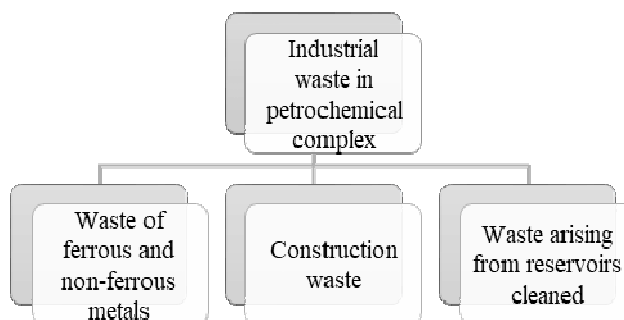 Industrial
waste in
petrochemical
complex
Waste of
ferrous and
non-ferrous
metals
Construction
waste
Waste arising
from reservoirs
cleaned